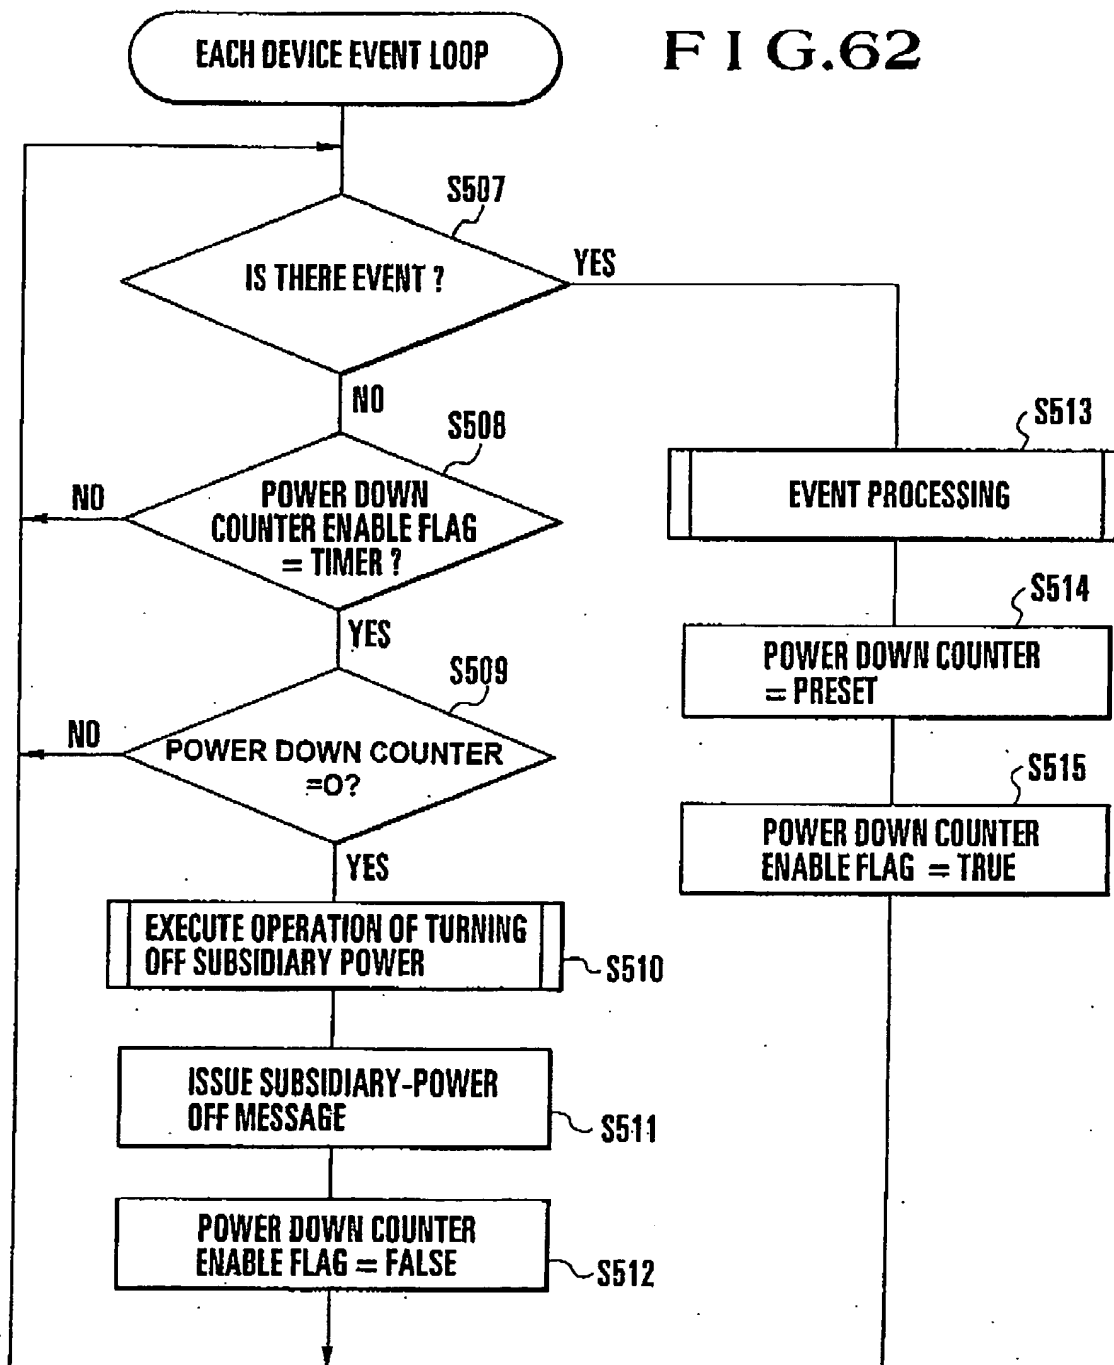 EACH DEVICE EVENT LOOP
FIG.62
S507
IS THERE EVENT ?
YES
NO
S508
POWER DOWN
COUNTER ENABLE FLAG
= TIMER ?
NO
YES
S509
POWER DOWN COUNTER
=O?
NO
YES
EXECUTE OPERATION OF TURNING
OFF SUBSIDIARY POWER
S510
ISSUE SUBSIDIARY-POWER
OFF MESSAGE
S511
POWER DOWN COUNTER
ENABLE FLAG = FALSE
S512
S513
EVENT PROCESSING
S514
POWER DOWN COUNTER
= PRESET
S515
POWER DOWN COUNTER
ENABLE FLAG = TRUE